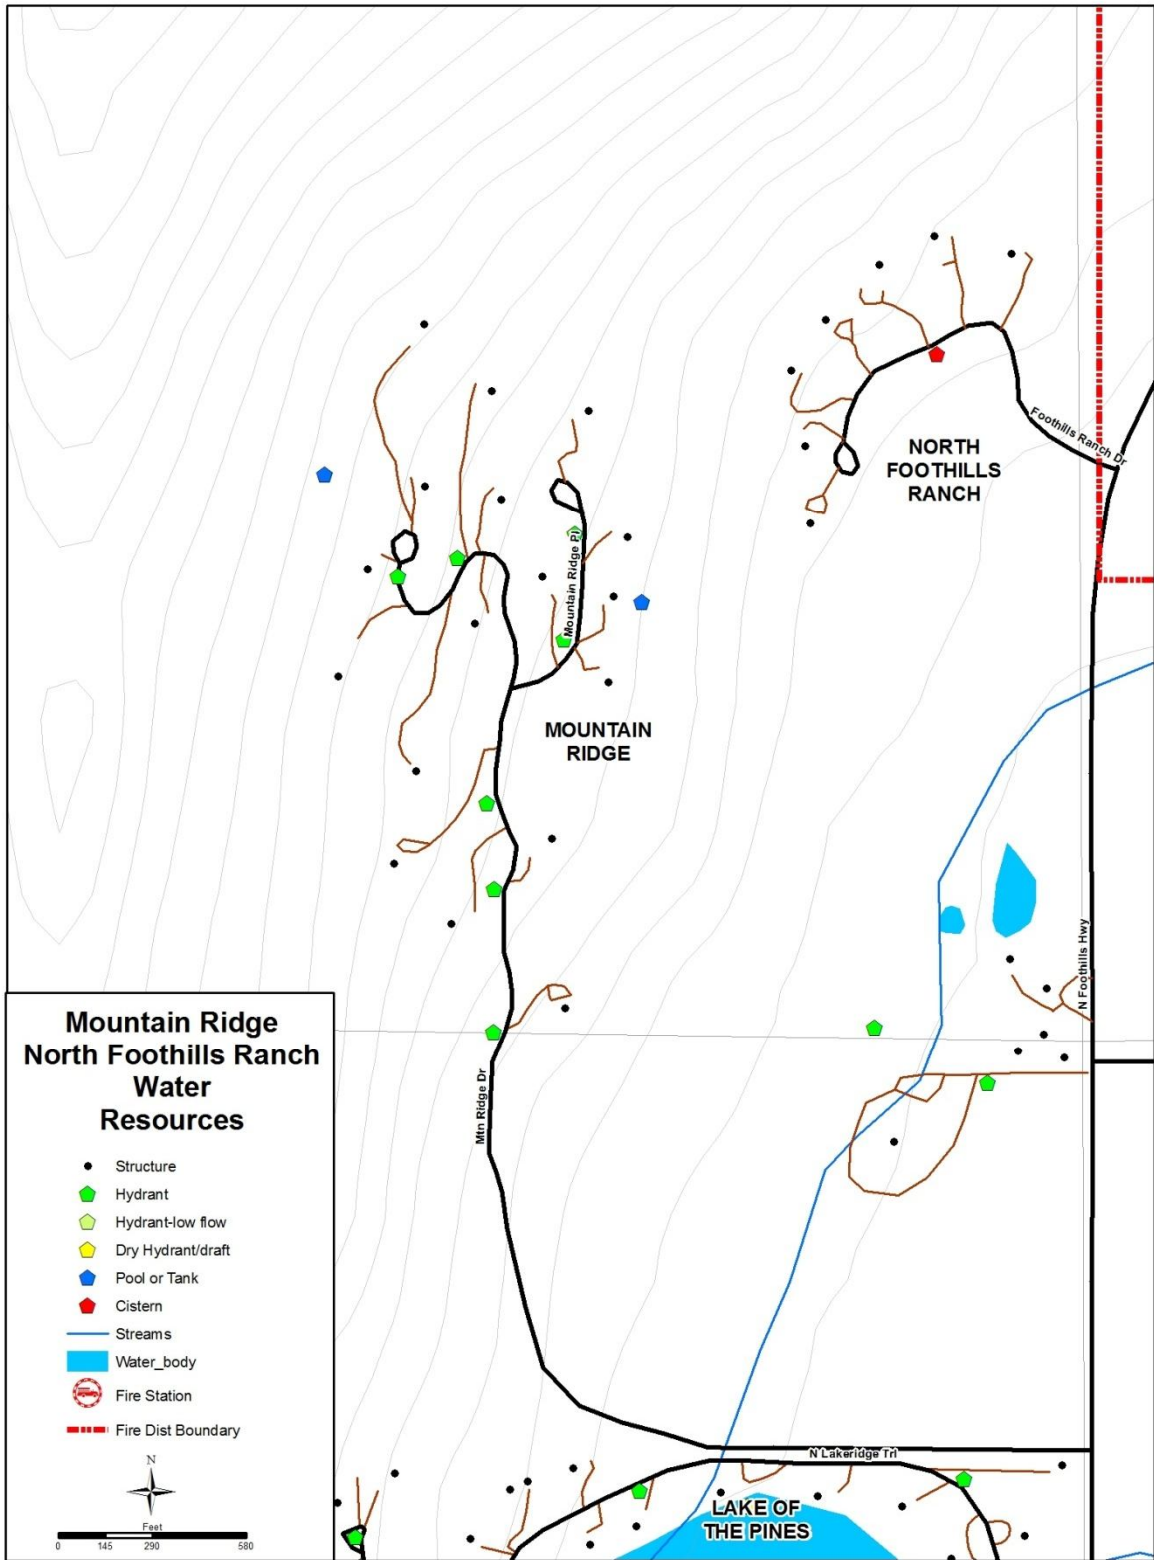 Foothills Ranch Dr
NORTH
FOOTHILLS
RANCH
Mountain Ridge Pl
MOUNTAIN
RIDGE
N Foothills Hwy
Mtn Ridge Dr
N Lakeridge Trl
LAKE OF
THE PINES
Mountain Ridge
North Foothills Ranch
Water
Resources
Structure
Hydrant
Hydrant-low flow
Dry Hydrant/draft
Pool or Tank
Cistern
Streams
Water_body
Fire Station
Fire Dist Boundary
N
Feet
0 145 290 580